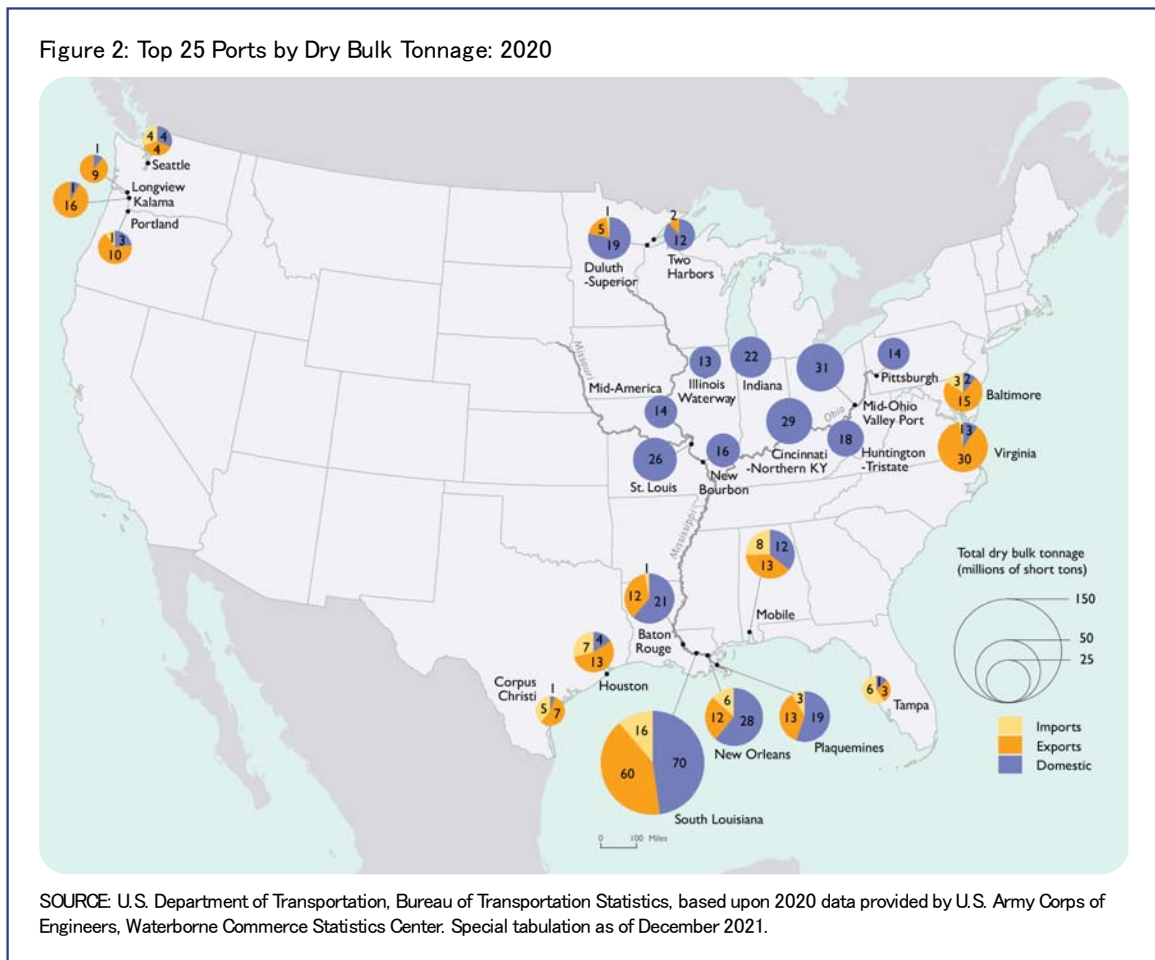 Figure 2: Top 25 Ports by Dry Bulk Tonnage: 2020
4 4
4
Seattle
1
9
Longview
1
16
Kalama
Portland
1 3
10
1
5
19
Duluth
-Superior
2
12
Two
Harbors
Missouri
Mid-America
14
13
Illinois
Waterway
22
Indiana
31
14
Pittsburgh
3 2
15
Baltimore
Mid-Ohio
Valley Port
Ohio
29
Cincinnati
-Northern KY
18
Huntington
-Tristate
1 3
30
Virginia
26
St. Louis
16
New
Bourbon
Mississippi
8 12
13
Mobile
Total dry bulk tonnage
(millions of short tons)
150
50
25
1
12 21
Baton
Rouge
7 4
13
Houston
Corpus
Christi
1
5 7
6 1 3
Tampa
6
12 28
New Orleans
3
13 19
Plaquemines
16
60 70
South Louisiana
Imports
Exports
Domestic
0 100 Miles
SOURCE: U.S. Department of Transportation, Bureau of Transportation Statistics, based upon 2020 data provided by U.S. Army Corps of
Engineers, Waterborne Commerce Statistics Center. Special tabulation as of December 2021.